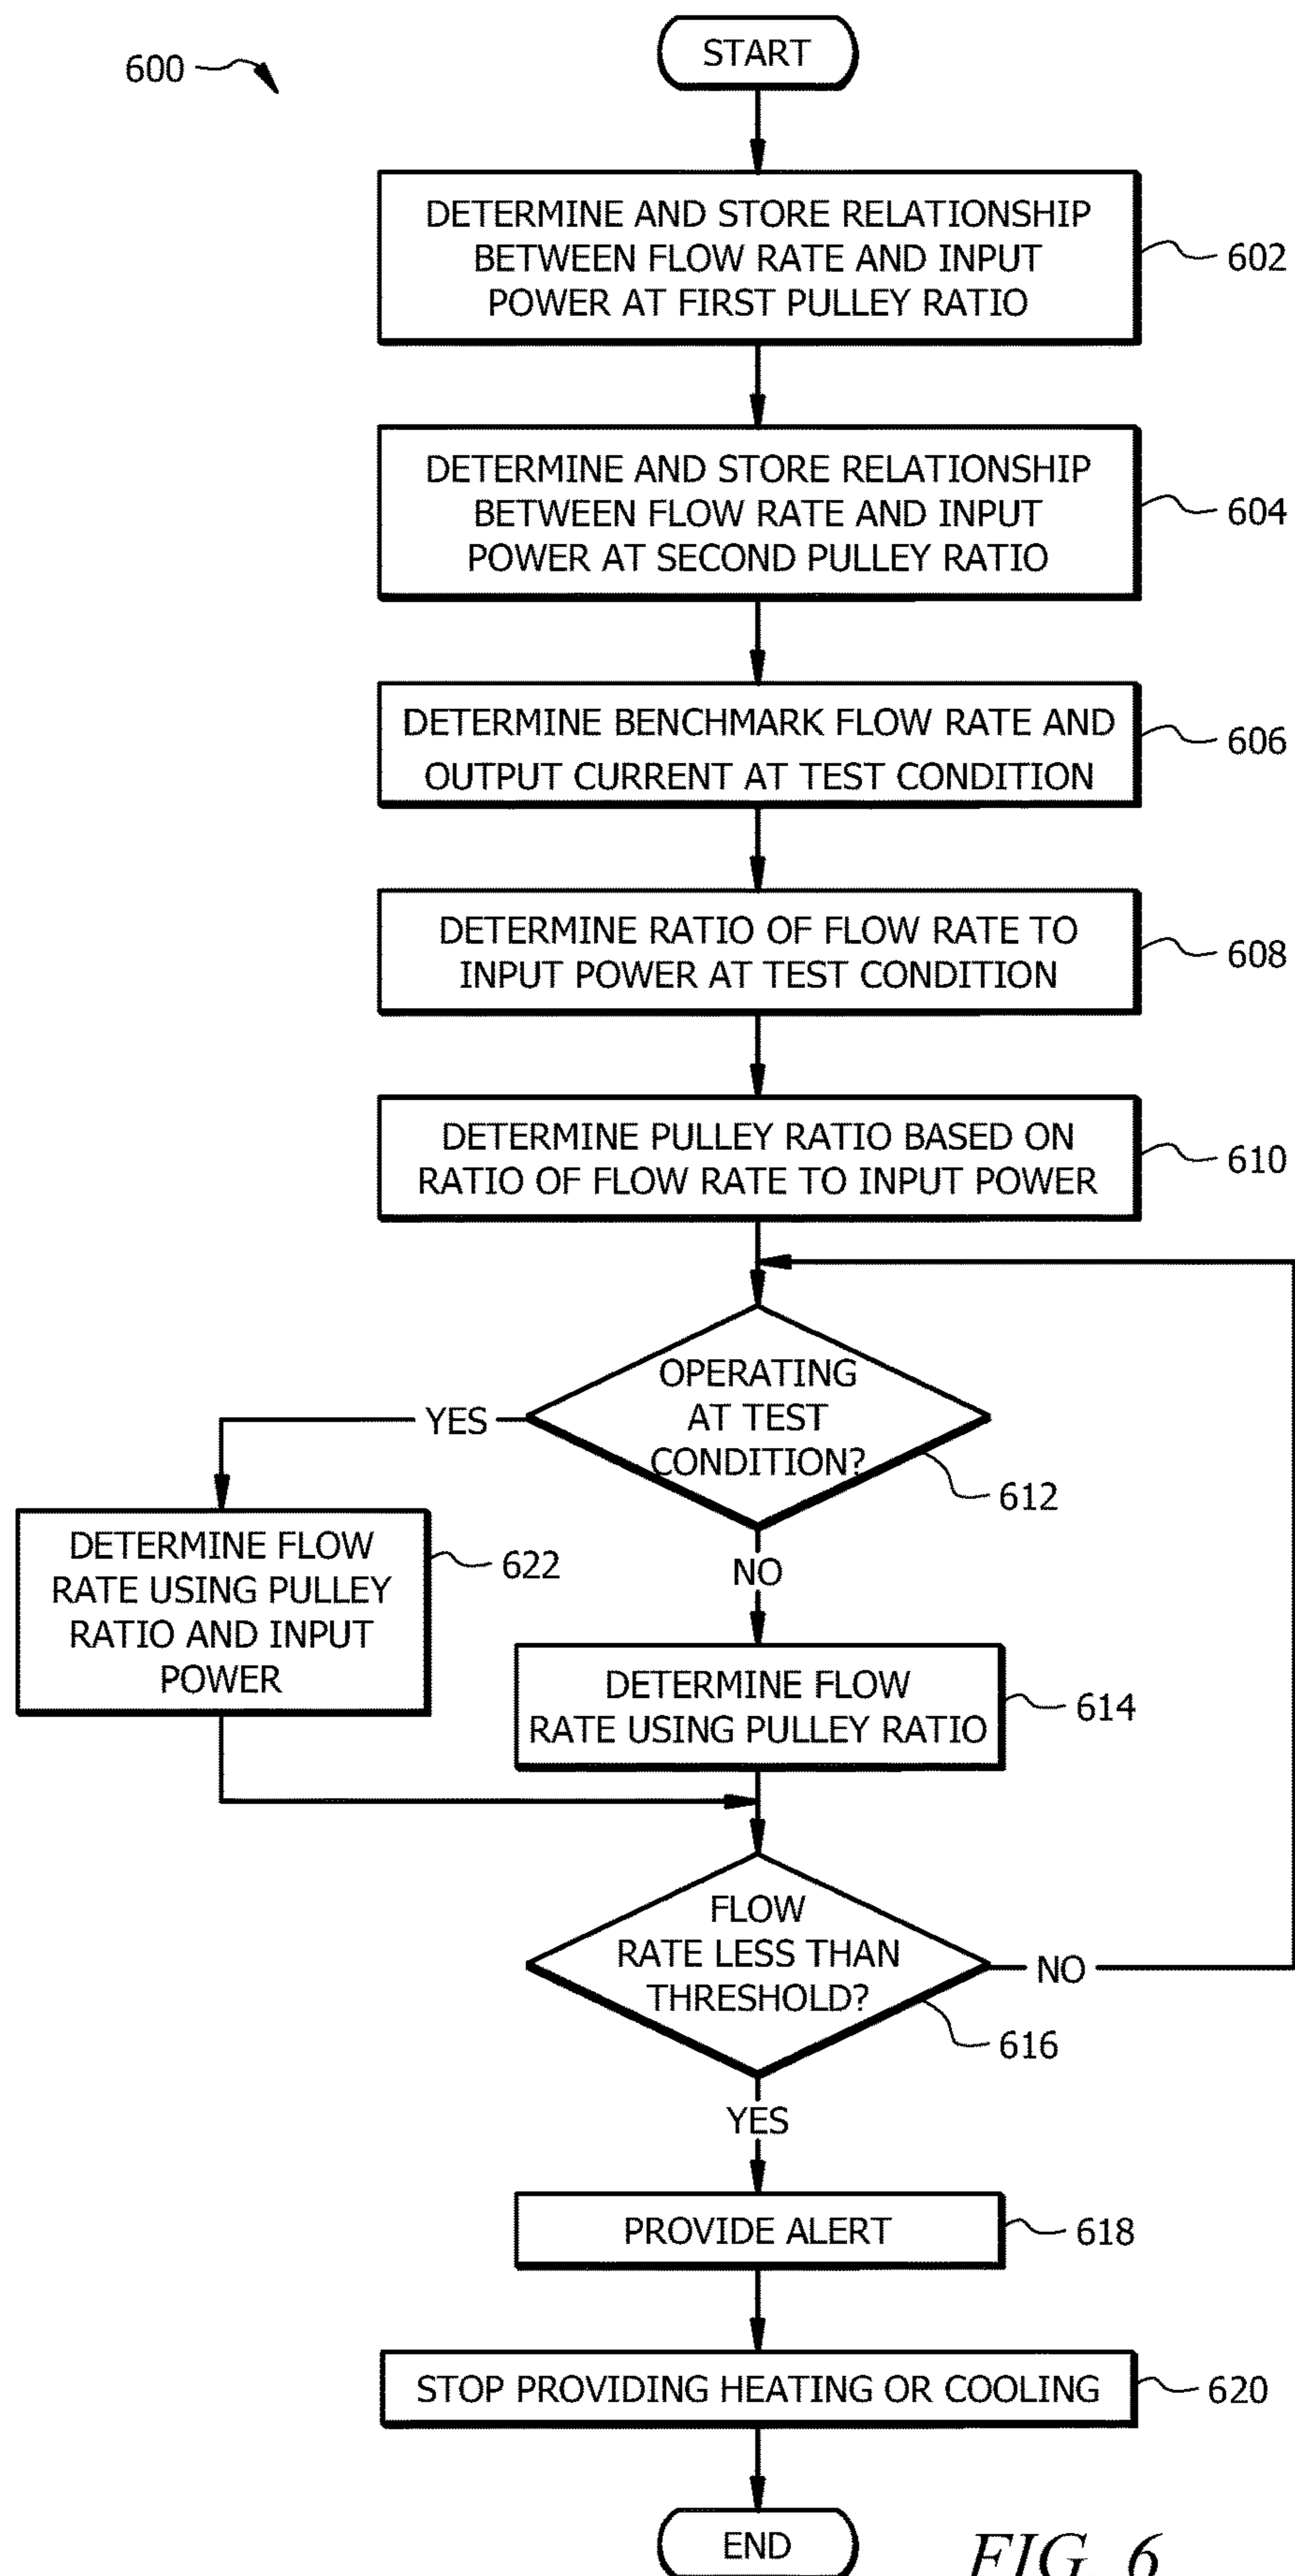 START
600
DETERMINE AND STORE RELATIONSHIP
BETWEEN FLOW RATE AND INPUT
POWER AT FIRST PULLEY RATIO
602
DETERMINE AND STORE RELATIONSHIP
BETWEEN FLOW RATE AND INPUT
POWER AT SECOND PULLEY RATIO
604
DETERMINE BENCHMARK FLOW RATE AND
OUTPUT CURRENT AT TEST CONDITION
606
DETERMINE RATIO OF FLOW RATE TO
INPUT POWER AT TEST CONDITION
608
DETERMINE PULLEY RATIO BASED ON
RATIO OF FLOW RATE TO INPUT POWER
610
OPERATING
AT TEST
CONDITION?
612
YES
NO
DETERMINE FLOW
RATE USING PULLEY
RATIO AND INPUT
POWER
622
DETERMINE FLOW
RATE USING PULLEY RATIO
614
FLOW
RATE LESS THAN
THRESHOLD?
616
NO
YES
PROVIDE ALERT
618
STOP PROVIDING HEATING OR COOLING
620
END
FIG. 6